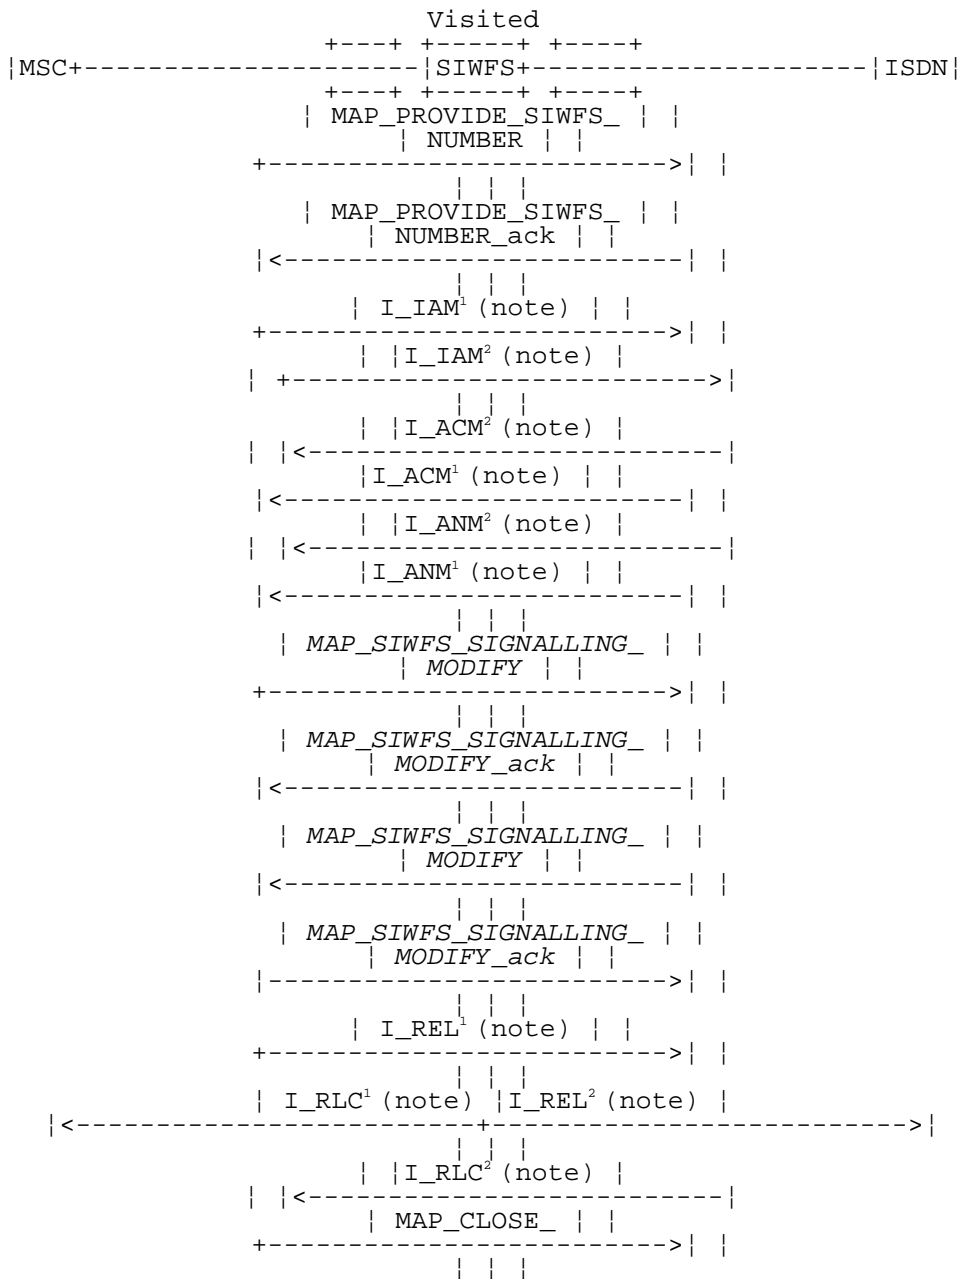 Visited
+---+ +-----+ +----+
¦MSC+---------------------¦SIWFS+---------------------¦ISDN¦
+---+ +-----+ +----+
¦ MAP_PROVIDE_SIWFS_ ¦ ¦
¦ NUMBER ¦ ¦
+------------------------->¦ ¦
¦ ¦ ¦
¦ MAP_PROVIDE_SIWFS_ ¦ ¦
¦ NUMBER_ack ¦ ¦
¦<-------------------------¦ ¦
¦ ¦ ¦
¦ I_IAM¹ (note) ¦ ¦
+------------------------->¦ ¦
¦ ¦I_IAM² (note) ¦
¦ +-------------------------->¦
¦ ¦ ¦
¦ ¦I_ACM² (note) ¦
¦ ¦<--------------------------¦
¦I_ACM¹ (note) ¦ ¦
¦<-------------------------¦ ¦
¦ ¦I_ANM² (note) ¦
¦ ¦<--------------------------¦
¦I_ANM¹ (note) ¦ ¦
¦<-------------------------¦ ¦
¦ ¦ ¦
¦ MAP_SIWFS_SIGNALLING_ ¦ ¦
¦ MODIFY ¦ ¦
+------------------------->¦ ¦
¦ ¦ ¦
¦ MAP_SIWFS_SIGNALLING_ ¦ ¦
¦ MODIFY_ack ¦ ¦
¦<-------------------------¦ ¦
¦ ¦ ¦
¦ MAP_SIWFS_SIGNALLING_ ¦ ¦
¦ MODIFY ¦ ¦
¦<-------------------------¦ ¦
¦ ¦ ¦
¦ MAP_SIWFS_SIGNALLING_ ¦ ¦
¦ MODIFY_ack ¦ ¦
¦------------------------->¦ ¦
¦ ¦ ¦
¦ I_REL¹ (note) ¦ ¦
+------------------------->¦ ¦
¦ ¦ ¦
¦ I_RLC¹ (note) ¦I_REL² (note) ¦
¦<-------------------------+-------------------------->¦
¦ ¦ ¦
¦ ¦I_RLC² (note) ¦
¦ ¦<--------------------------¦
¦ MAP_CLOSE_ ¦ ¦
+------------------------->¦ ¦
¦ ¦ ¦